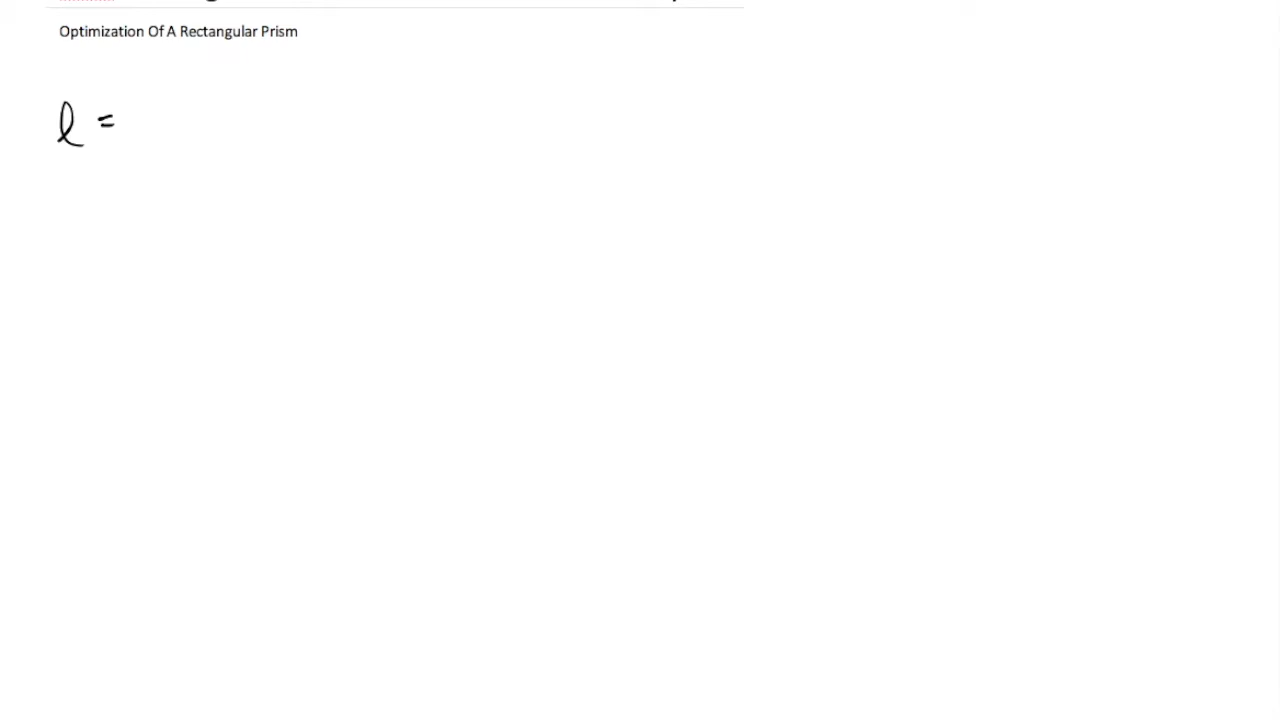 Optimization Of A Rectangular Prism
l =